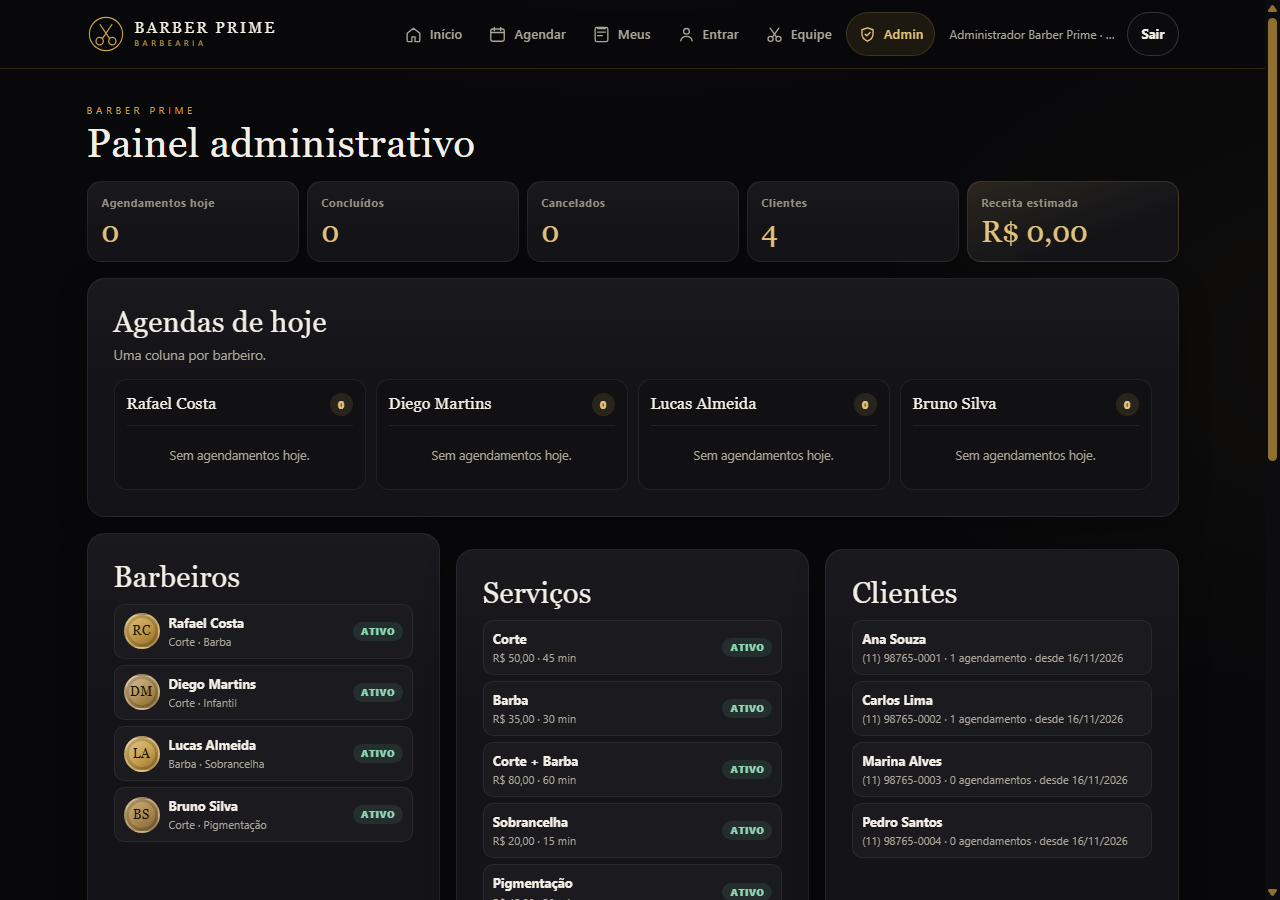 BARBER PRIME
BARBEARIA
Início
Agendar
Meus
Entrar
Equipe
Admin
Administrador Barber Prime · ...
Sair
BARBER PRIME
Painel administrativo
Agendamentos hoje
0
Concluídos
0
Cancelados
0
Clientes
4
Receita estimada
R$ 0,00
Agendas de hoje
Uma coluna por barbeiro.
Rafael Costa
0
Sem agendamentos hoje.
Diego Martins
0
Sem agendamentos hoje.
Lucas Almeida
0
Sem agendamentos hoje.
Bruno Silva
0
Sem agendamentos hoje.
Barbeiros
RC
Rafael Costa
Corte · Barba
ATIVO
DM
Diego Martins
Corte · Infantil
ATIVO
LA
Lucas Almeida
Barba · Sobrancelha
ATIVO
BS
Bruno Silva
Corte · Pigmentação
ATIVO
Serviços
Corte
R$ 50,00 · 45 min
ATIVO
Barba
R$ 35,00 · 30 min
ATIVO
Corte + Barba
R$ 80,00 · 60 min
ATIVO
Sobrancelha
R$ 20,00 · 15 min
ATIVO
Pigmentação
ATIVO
Clientes
Ana Souza
(11) 98765-0001 · 1 agendamento · desde 16/11/2026
Carlos Lima
(11) 98765-0002 · 1 agendamento · desde 16/11/2026
Marina Alves
(11) 98765-0003 · 0 agendamentos · desde 16/11/2026
Pedro Santos
(11) 98765-0004 · 0 agendamentos · desde 16/11/2026